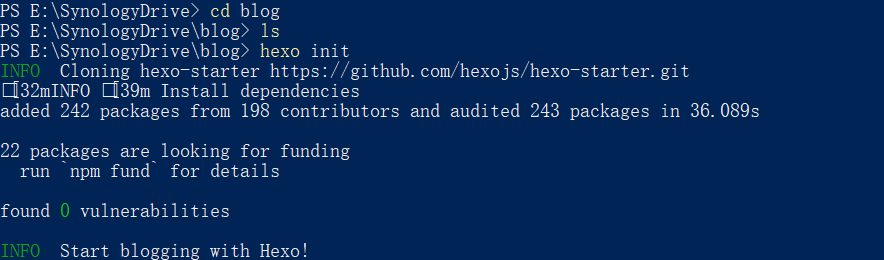 PS E:\SynologyDrive> cd blog
PS E:\SynologyDrive\blog> ls
PS E:\SynologyDrive\blog> hexo init
INFO  Cloning hexo-starter https://github.com/hexojs/hexo-starter.git
□[32mINFO □[39m Install dependencies
added 242 packages from 198 contributors and audited 243 packages in 36.089s
22 packages are looking for funding
  run `npm fund` for details
found 0 vulnerabilities
INFO  Start blogging with Hexo!